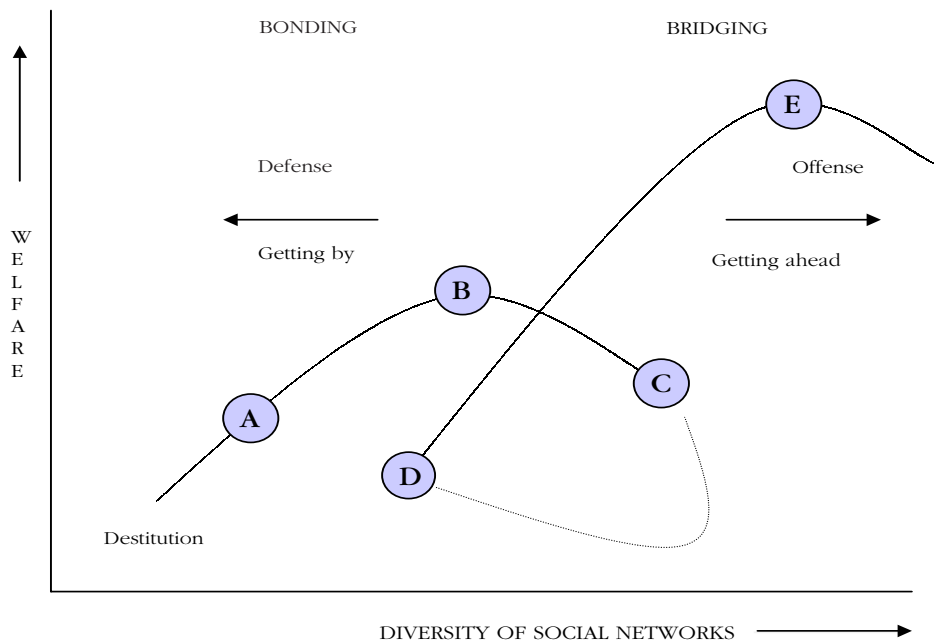 BONDING
BRIDGING
E
Defense
Offense
Getting by
Getting ahead
W
E
L
F
A
R
E
B
C
A
D
Destitution
DIVERSITY OF SOCIAL NETWORKS